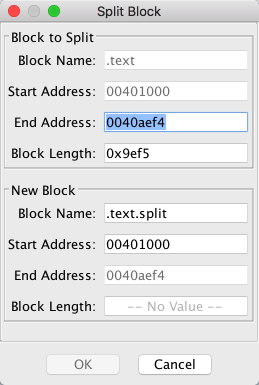 Split Block
Block to Split
Block Name: .text
Start Address: 00401000
End Address: 0040aef4
Block Length: 0x9ef5
New Block
Block Name: .text.split
Start Address: 00401000
End Address: 0040aef4
Block Length: -- No Value --
OK Cancel